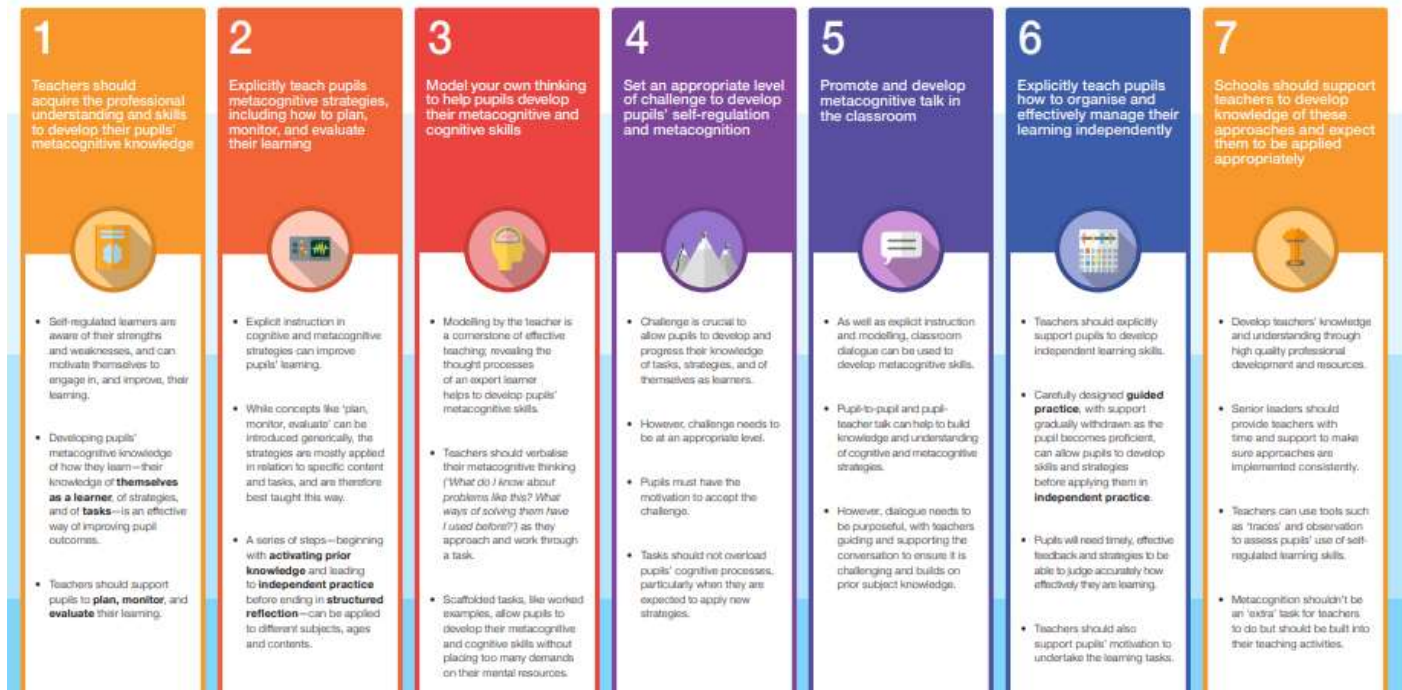 1
Teachers should
acquire the professional
understanding and skills
to develop their pupils'
metacognitive knowledge
• Self-regulated learners are
aware of their strengths
and weaknesses, and can
motivate themselves to
engage in, and improve, their
learning.
• Developing pupils'
metacognitive knowledge
of how they learn—their
knowledge of themselves
as a learner, of strategies,
and of tasks—is an effective
way of improving pupil
outcomes.
• Teachers should support
pupils to plan, monitor, and
evaluate their learning.
2
Explicitly teach pupils
metacognitive strategies,
including how to plan,
monitor, and evaluate
their learning
• Explicit instruction in
cognitive and metacognitive
strategies can improve
pupils' learning.
• While concepts like 'plan,
monitor, evaluate' can be
introduced generically, the
strategies are mostly applied
in relation to specific content
and tasks, and are therefore
best taught this way.
• A series of steps—beginning
with activating prior
knowledge and leading
to independent practice
before ending in structured
reflection—can be applied
to different subjects, ages
and contents.
3
Model your own thinking
to help pupils develop
their metacognitive and
cognitive skills
• Modelling by the teacher is
a cornerstone of effective
teaching; revealing the
thought processes
of an expert learner
helps to develop pupils'
metacognitive skills.
• Teachers should verbalise
their metacognitive thinking
('What do I know about
problems like this? What
ways of solving them have
I used before?') as they
approach and work through
a task.
• Scaffolded tasks, like worked
examples, allow pupils to
develop their metacognitive
and cognitive skills without
placing too many demands
on their mental resources.
4
Set an appropriate level
of challenge to develop
pupils' self-regulation
and metacognition
• Challenge is crucial to
allow pupils to develop and
progress their knowledge
of tasks, strategies, and of
themselves as learners.
• However, challenge needs to
be at an appropriate level.
• Pupils must have the
motivation to accept the
challenge.
• Tasks should not overload
pupils' cognitive processes,
particularly when they are
expected to apply new
strategies.
5
Promote and develop
metacognitive talk in
the classroom
• As well as explicit instruction
and modelling, classroom
dialogue can be used to
develop metacognitive skills.
• Pupil-to-pupil and pupil-
teacher talk can help to build
knowledge and understanding
of cognitive and metacognitive
strategies.
• However, dialogue needs to
be purposeful, with teachers
guiding and supporting the
conversation to ensure it is
challenging and builds on
prior subject knowledge.
6
Explicitly teach pupils
how to organise and
effectively manage their
learning independently
• Teachers should explicitly
support pupils to develop
independent learning skills.
• Carefully designed guided
practice, with support
gradually withdrawn as the
pupil becomes proficient,
can allow pupils to develop
skills and strategies
before applying them in
independent practice.
• Pupils will need timely, effective
feedback and strategies to be
able to judge accurately how
effectively they are learning.
• Teachers should also
support pupils' motivation to
undertake the learning tasks.
7
Schools should support
teachers to develop
knowledge of these
approaches and expect
them to be applied
appropriately
• Develop teachers' knowledge
and understanding through
high quality professional
development and resources.
• Senior leaders should
provide teachers with
time and support to make
sure approaches are
implemented consistently.
• Teachers can use tools such
as 'traces' and observation
to assess pupils' use of self-
regulated learning skills.
• Metacognition shouldn't be
an 'extra' task for teachers
to do but should be built into
their teaching activities.